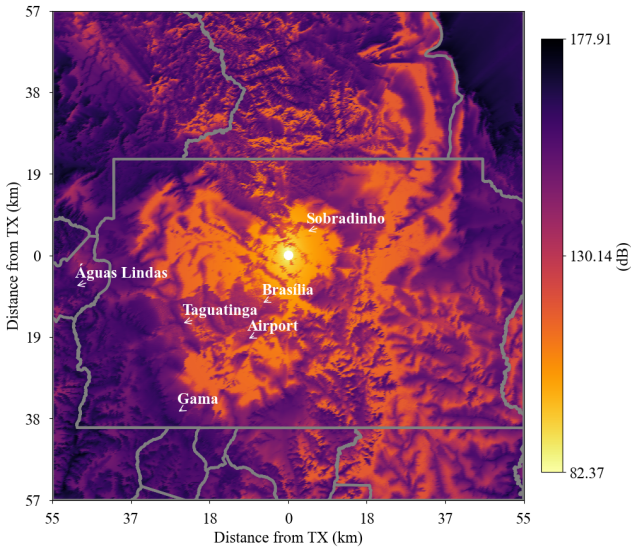 57
38
19
0
19
38
57
Distance from TX (km)
55
37
18
0
18
37
55
Distance from TX (km)
Sobradinho
Águas Lindas
Brasília
Taguatinga
Airport
Gama
177.91
130.14
82.37
(dB)